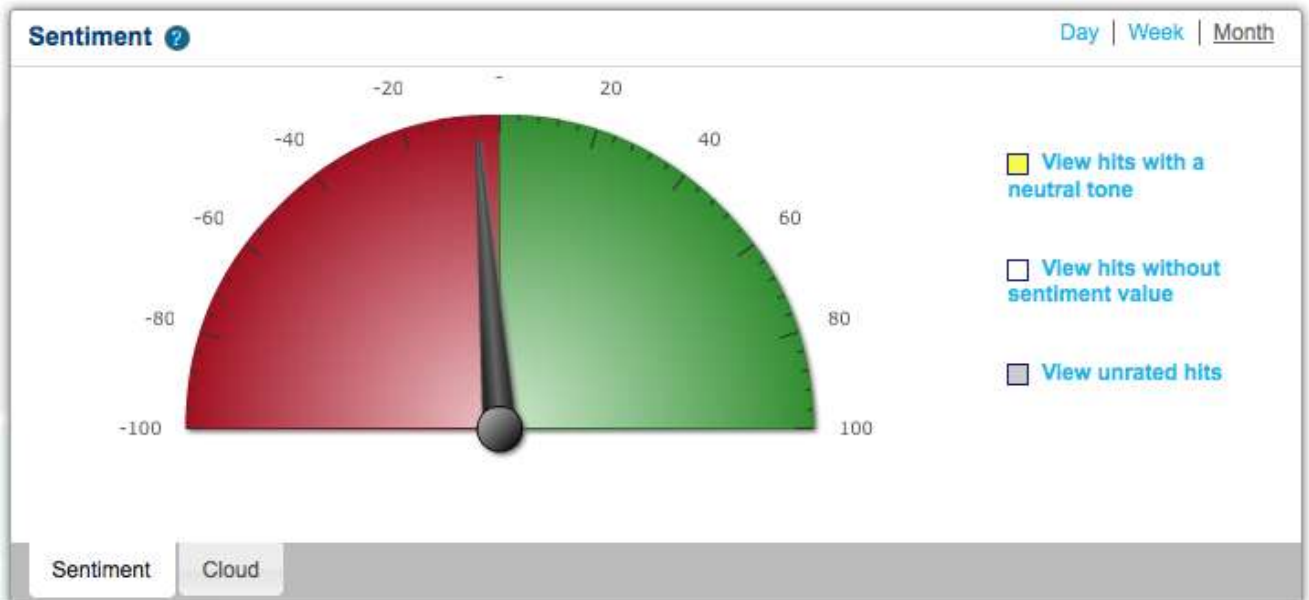 Sentiment ?
Day | Week | Month
-
-20
20
-40
40
-60
60
-80
80
-100
100
View hits with a
neutral tone
View hits without
sentiment value
View unrated hits
Sentiment
Cloud